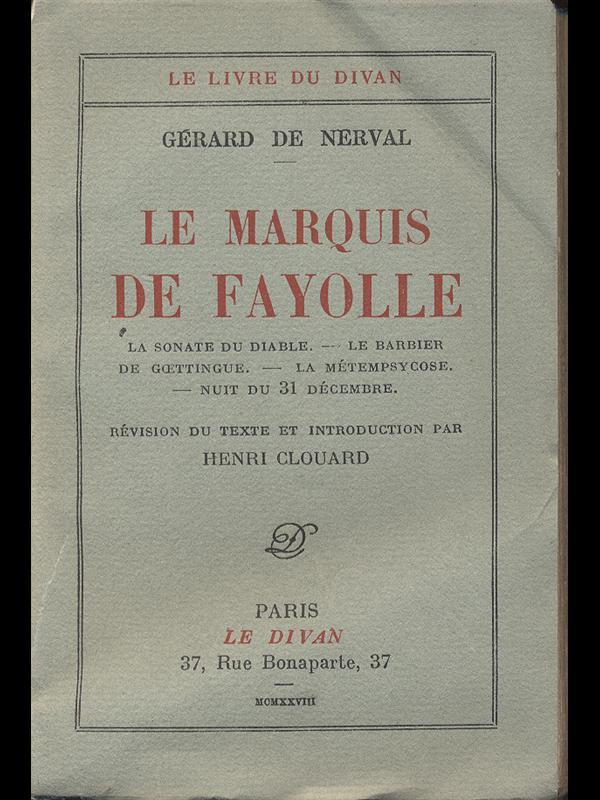 LE LIVRE DU DIVAN
GÉRARD DE NERVAL
LE MARQUIS
DE FAYOLLE
LA SONATE DU DIABLE. — LE BARBIER
DE GŒTTINGUE. — LA MÉTEMPSYCOSE.
— NUIT DU 31 DÉCEMBRE.
RÉVISION DU TEXTE ET INTRODUCTION PAR
HENRI CLOUARD
D
PARIS
LE DIVAN
37, Rue Bonaparte, 37
MCMXXVIII